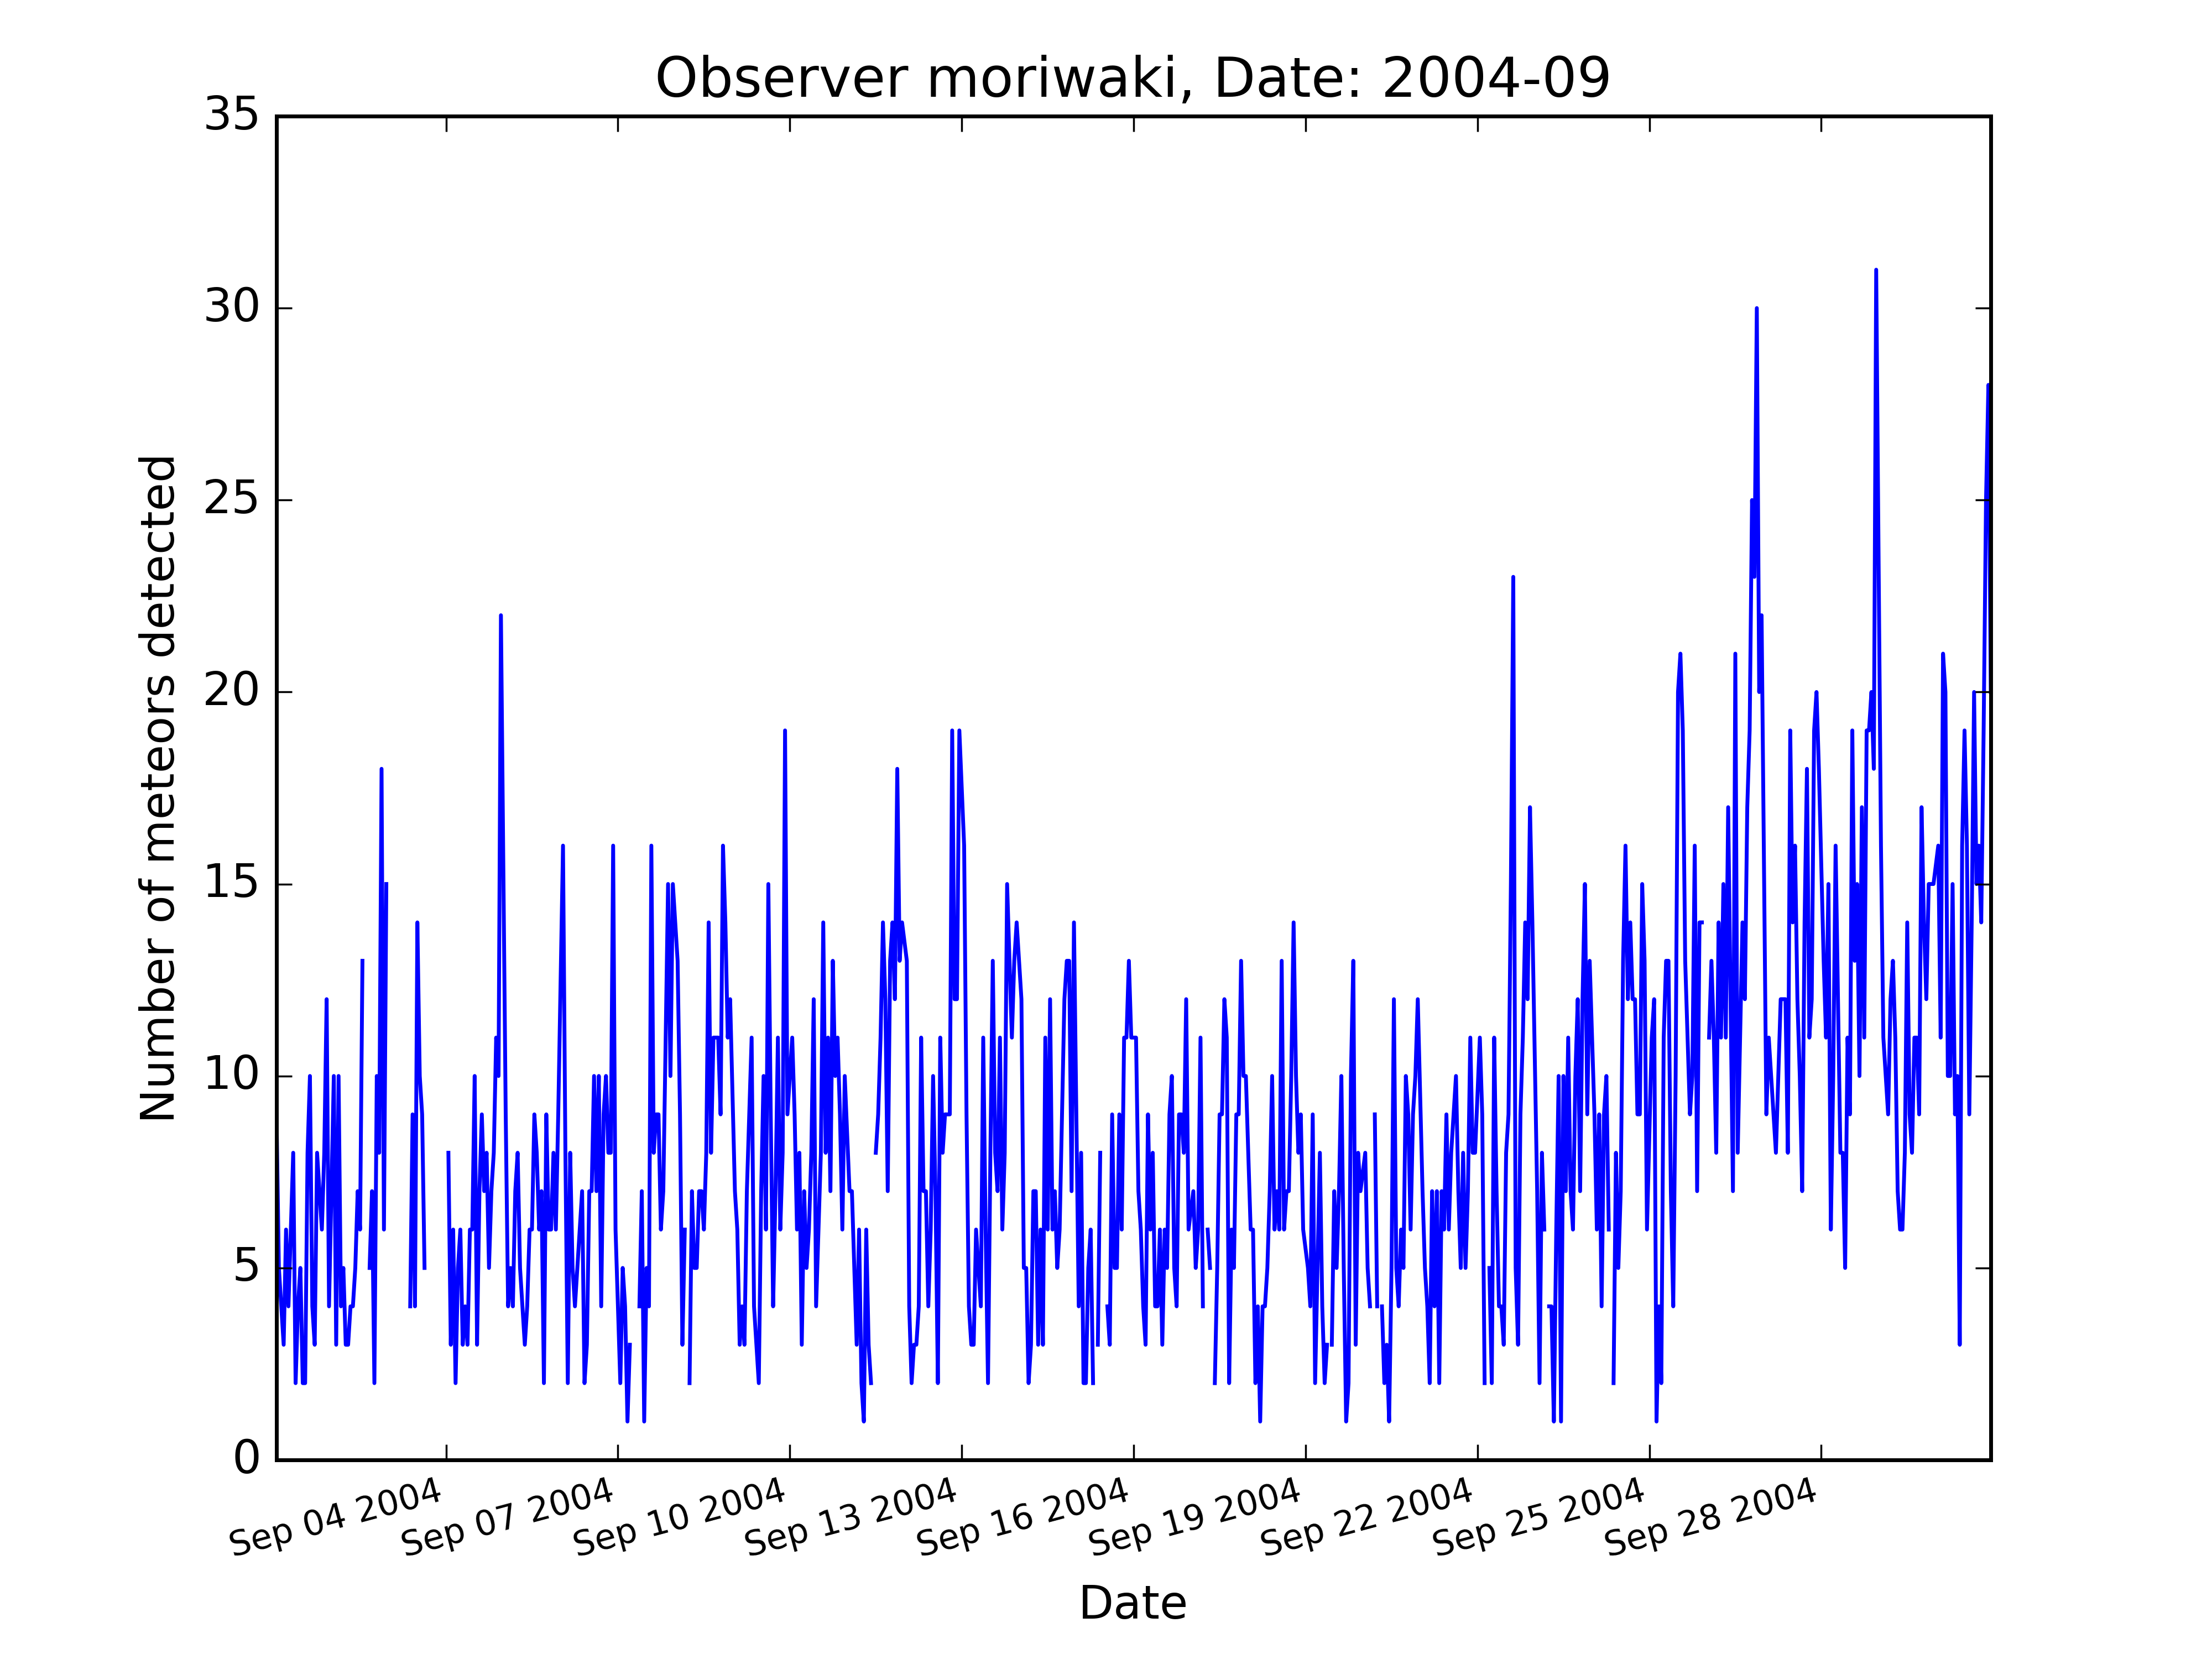 Observer moriwaki, Date: 2004-09
Number of meteors detected
35
30
25
20
15
10
5
0
Sep 04 2004
Sep 07 2004
Sep 10 2004
Sep 13 2004
Sep 16 2004
Sep 19 2004
Sep 22 2004
Sep 25 2004
Sep 28 2004
Date